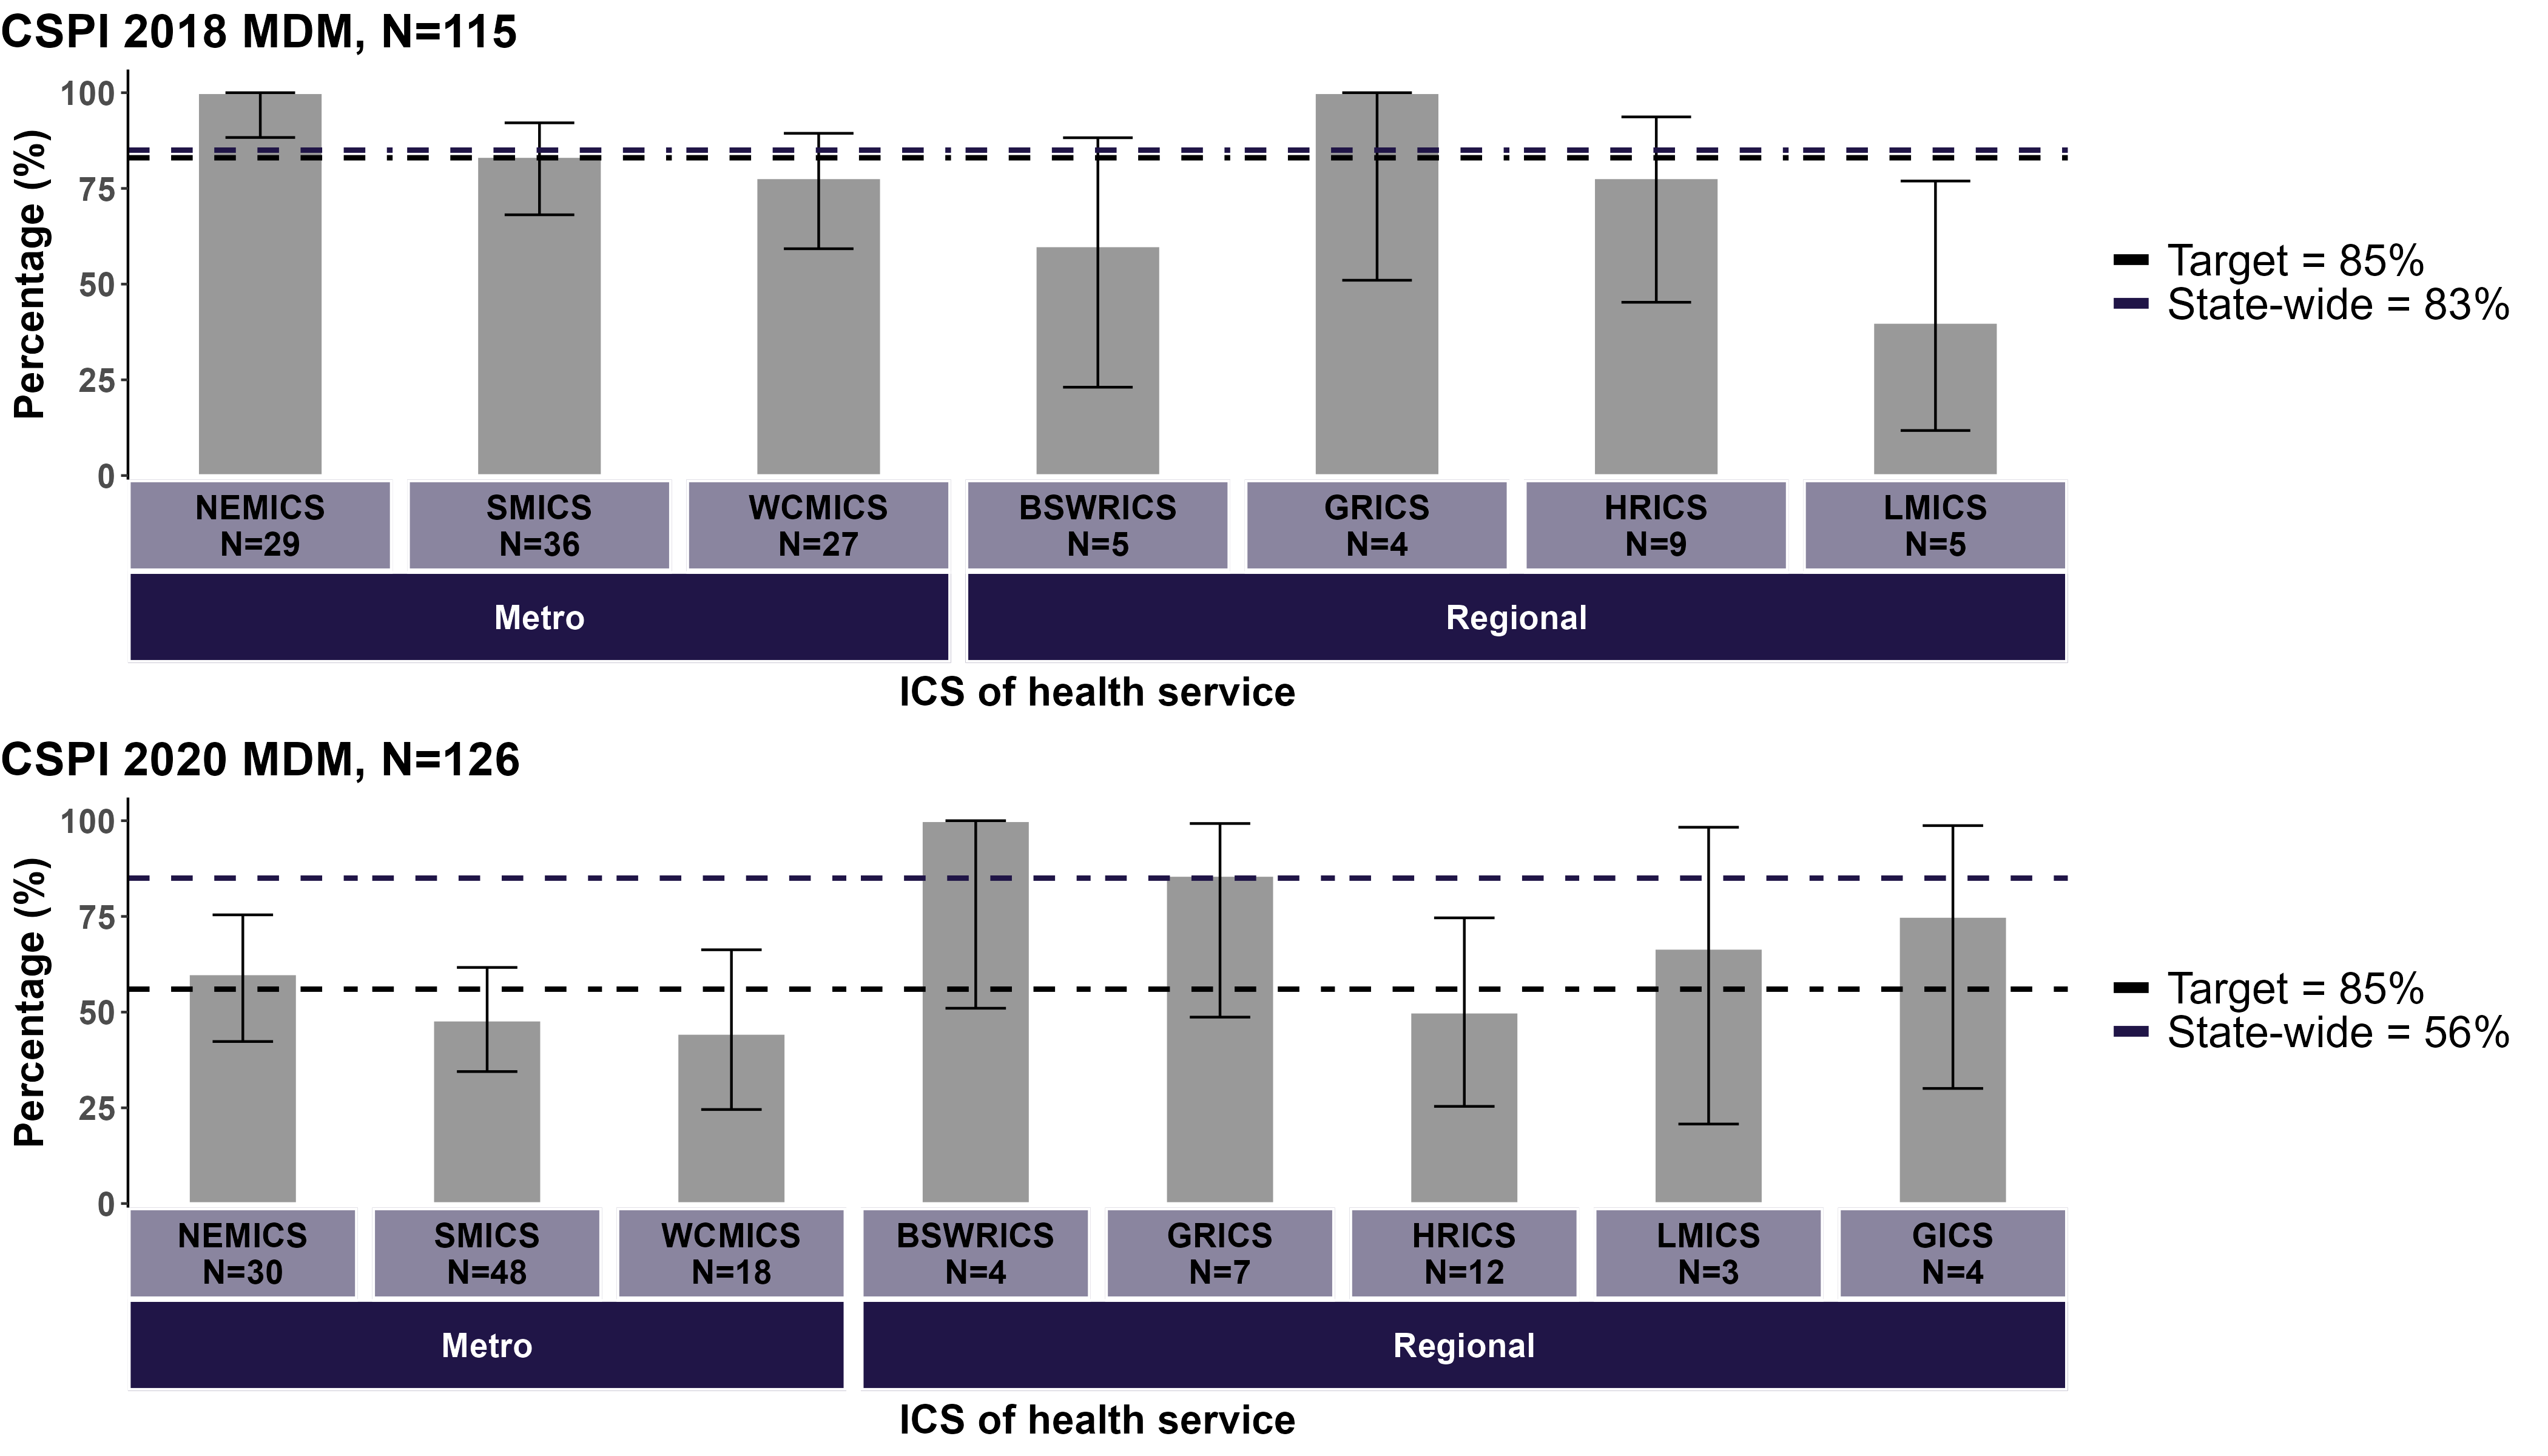 CSPI 2018 MDM, N=115
Percentage (%)
100
75
50
25
0
NEMICS SMICS WCMICS BSWRICS GRICS HRICS LMICS
N=29 N=36 N=27 N=5 N=4 N=9 N=5
Metro Regional
ICS of health service
Target = 85%
State-wide = 83%
CSPI 2020 MDM, N=126
Percentage (%)
100
75
50
25
0
NEMICS SMICS WCMICS BSWRICS GRICS HRICS LMICS GICS
N=30 N=48 N=18 N=4 N=7 N=12 N=3 N=4
Metro Regional
ICS of health service
Target = 85%
State-wide = 56%